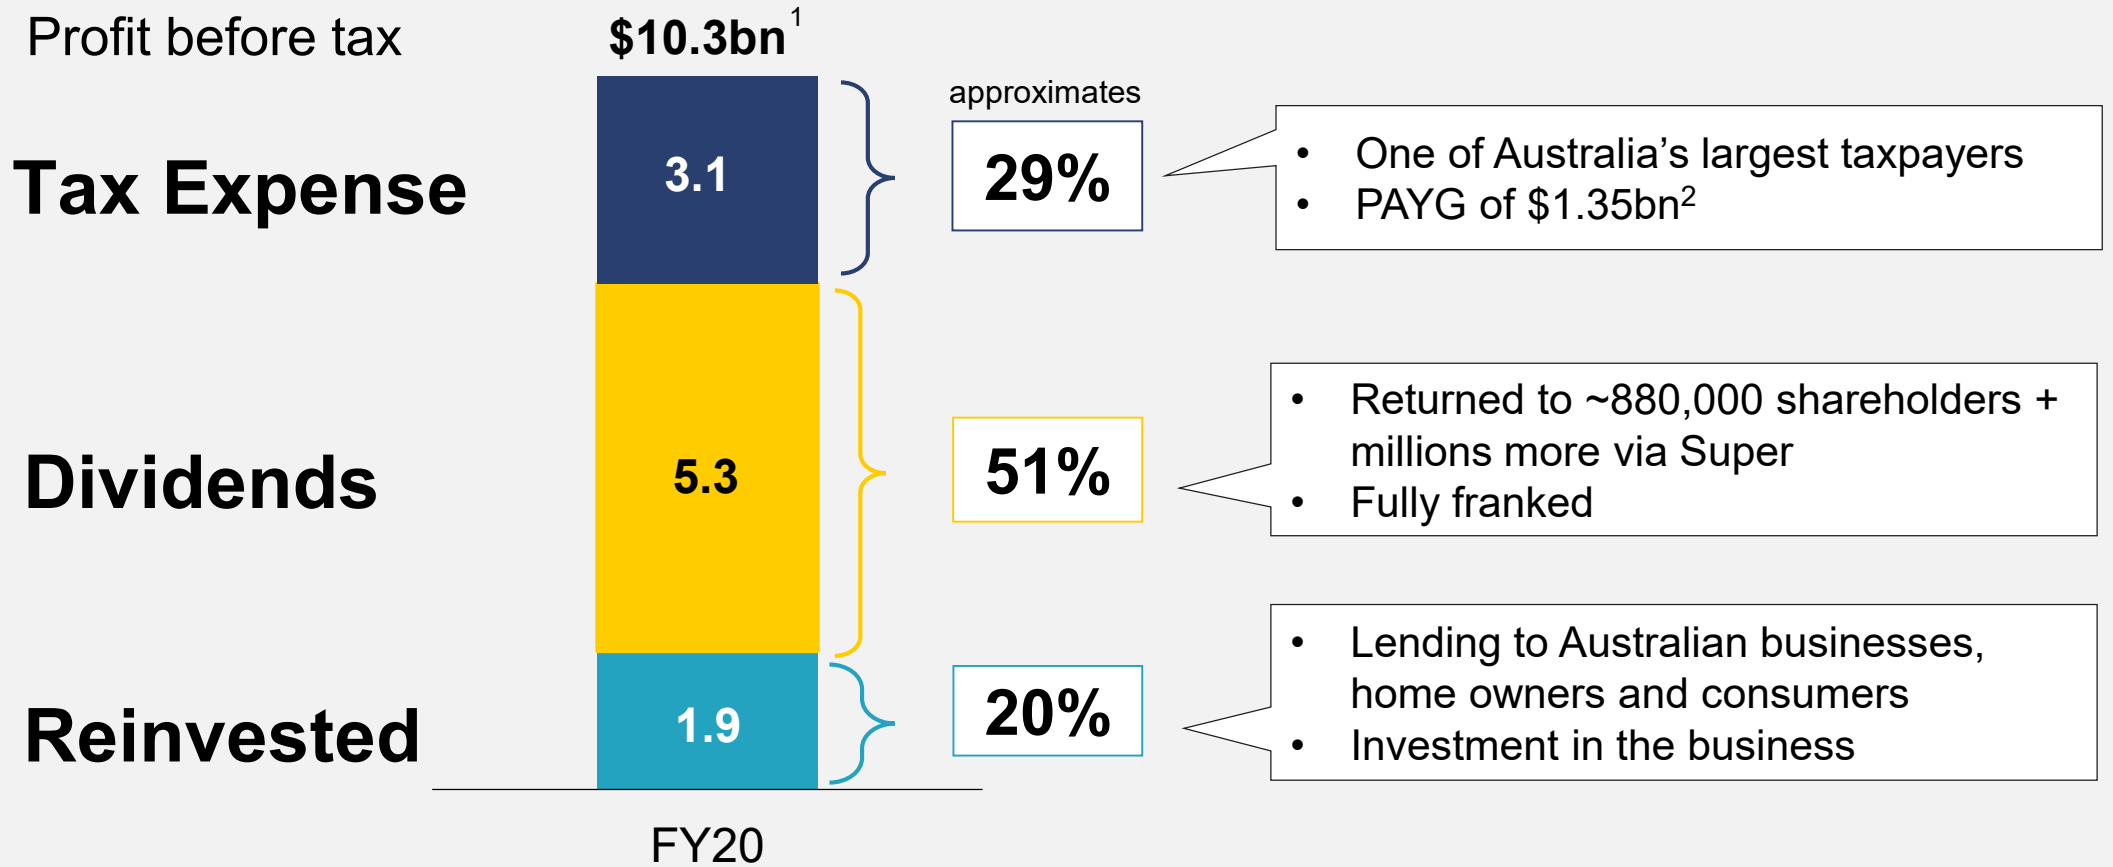 Profit before tax
$10.3bn¹
approximates
Tax Expense
3.1
29%
• One of Australia’s largest taxpayers
• PAYG of $1.35bn²
Dividends
5.3
51%
• Returned to ~880,000 shareholders +
millions more via Super
• Fully franked
Reinvested
1.9
20%
• Lending to Australian businesses,
home owners and consumers
• Investment in the business
FY20